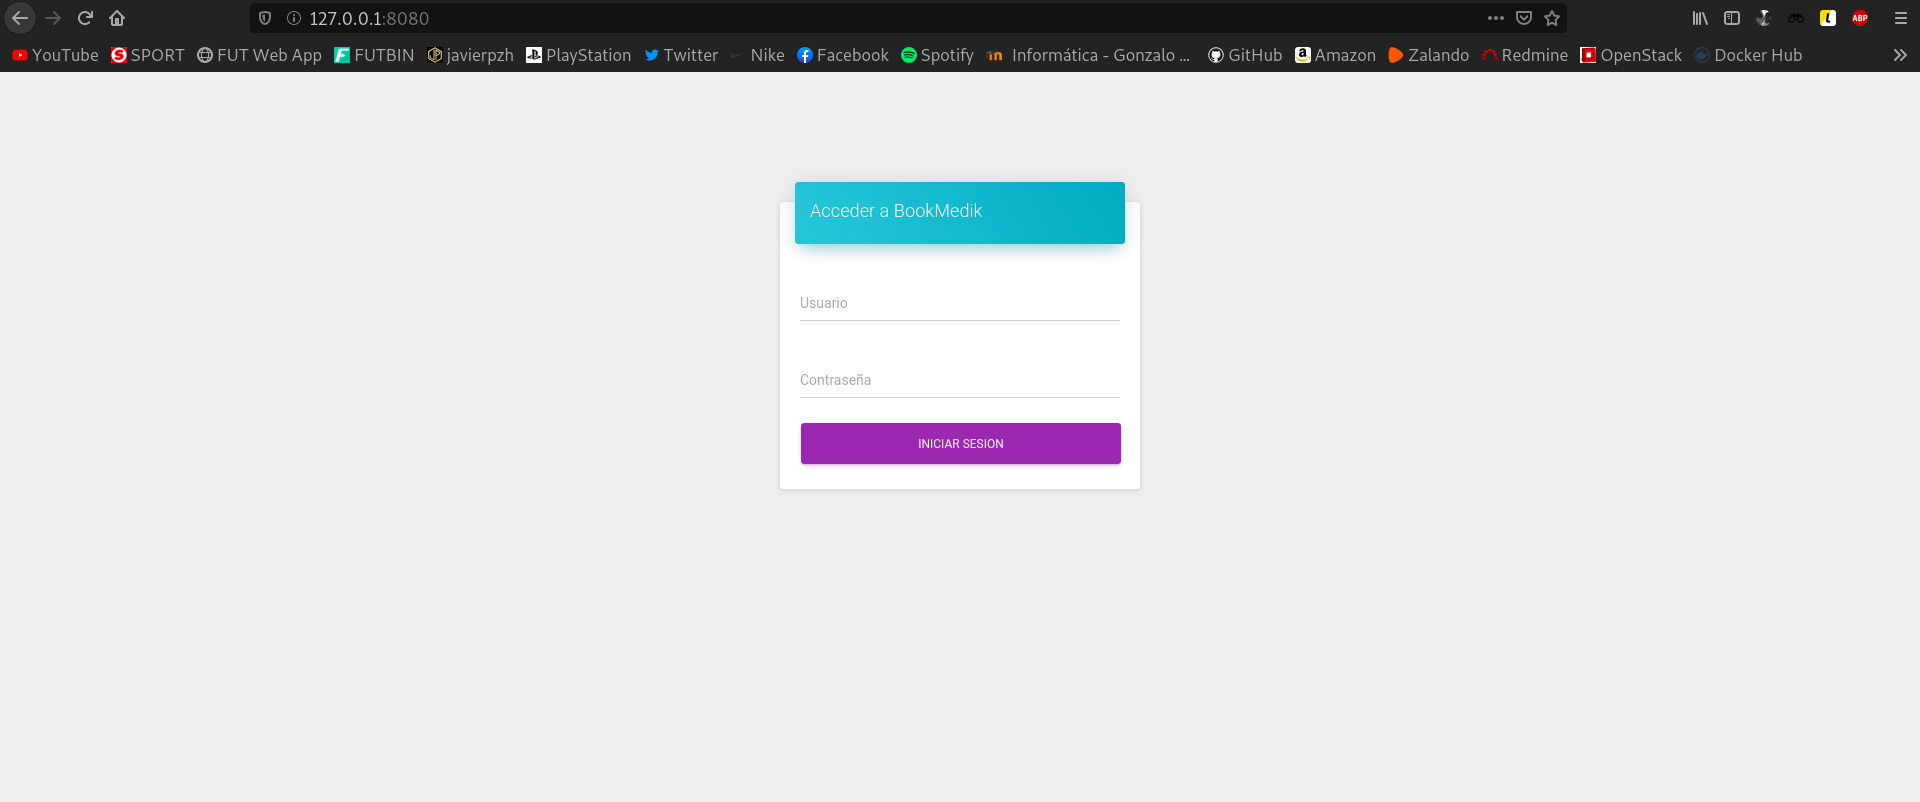 127.0.0.1:8080
ABP
YouTube SPORT FUT Web App FUTBIN javierpzh PlayStation Twitter Nike Facebook Spotify Informática - Gonzalo ... GitHub Amazon Zalando Redmine OpenStack Docker Hub
Acceder a BookMedik
Usuario
Contraseña
INICIAR SESION